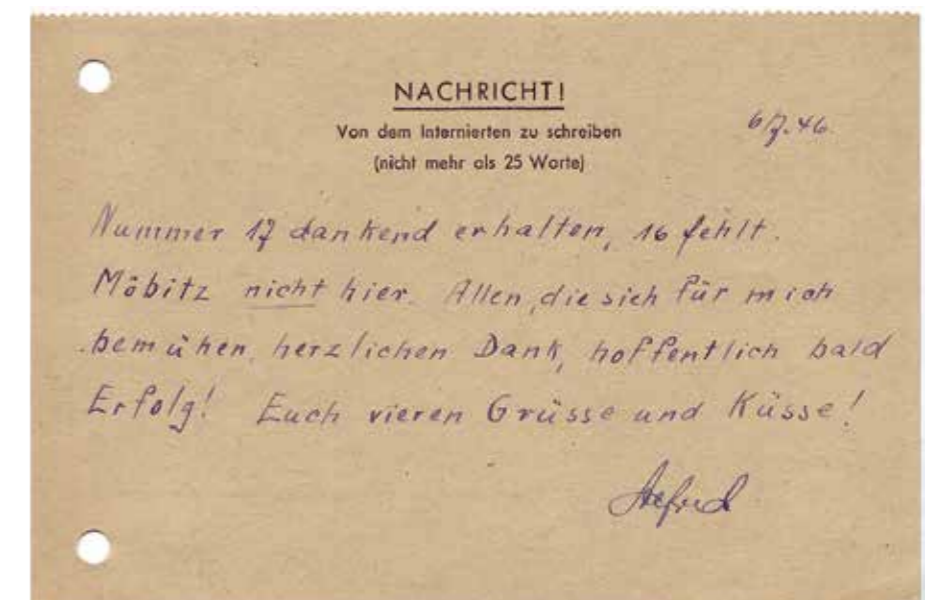 NACHRICHT!
Von dem Internierten zu schreiben
(nicht mehr als 25 Worte)
6/7.46.
Nummer 17 dankend erhalten, 16 fehlt.
Möbitz nicht hier. Allen, die sich für mich
bemühen, herzlichen Dank, hoffentlich bald
Erfolg! Euch vieren Grüsse und Küsse!